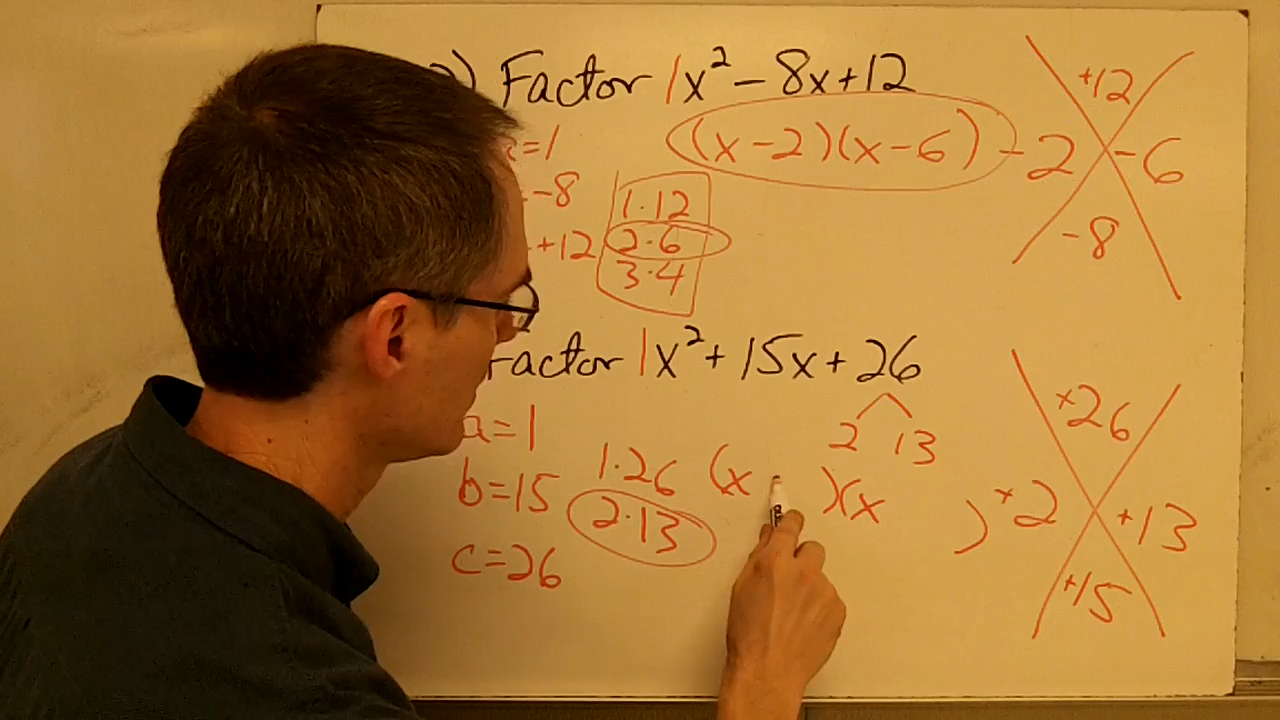 ) Factor 1x² - 8x + 12
=1
(x-2)(x-6)
-8
+12
1·12
2·6
3·4
+12
-2 -6
-8
Factor 1x² + 15x + 26
2 13
a=1
b=15
c=26
1·26
2·13
(x )(x )
+26
+2 +13
+15